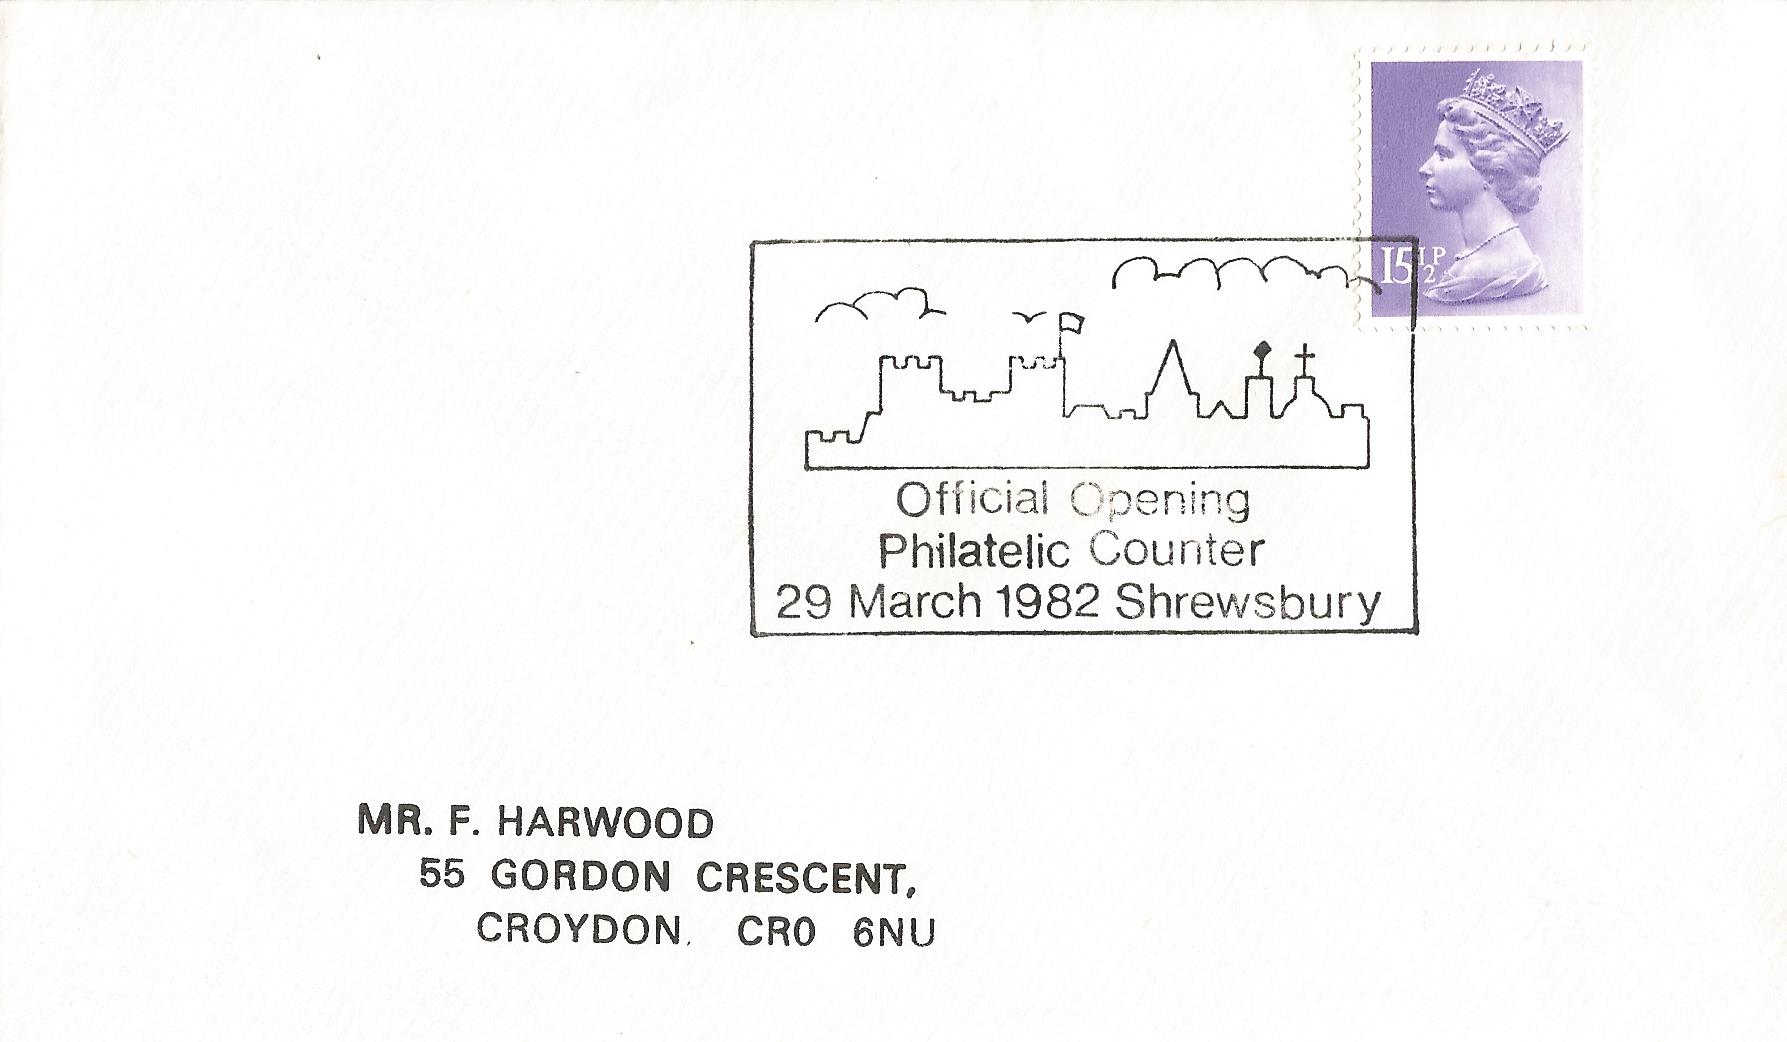 15½P
Official Opening
Philatelic Counter
29 March 1982 Shrewsbury
MR. F. HARWOOD
55 GORDON CRESCENT,
CROYDON. CR0 6NU